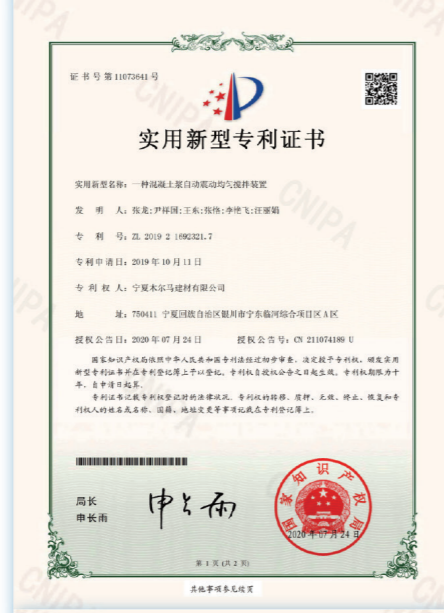 证书号第11073641号
实用新型专利证书
实用新型名称：一种混凝土泵自动震动均匀搅拌装置
发明人：张龙;尹祥国;王东;张恪;李艳飞;汪丽娟
专利号：ZL 2019 2 1692321.7
专利申请日：2019年10月11日
专利权人：宁夏木尔马建材有限公司
地址：750411 宁夏回族自治区银川市宁东临河综合项目区A区
授权公告日：2020年07月24日 授权公告号：CN 211074189 U
国家知识产权局依照中华人民共和国专利法经过初步审查，决定授予专利权，颁发实用
新型专利证书并在专利登记簿上予以登记。专利权自授权公告之日起生效。专利权期限为十
年，自申请日起算。
专利证书记载专利权登记时的法律状况。专利权的转移、质押、无效、终止、恢复和专
利权人的姓名或名称、国籍、地址变更等事项记载在专利登记簿上。
局长
申长雨
申长雨
国家知识产权局
2020年07月24日
第 1 页 (共 2 页)
其他事项参见续页
CNIPA